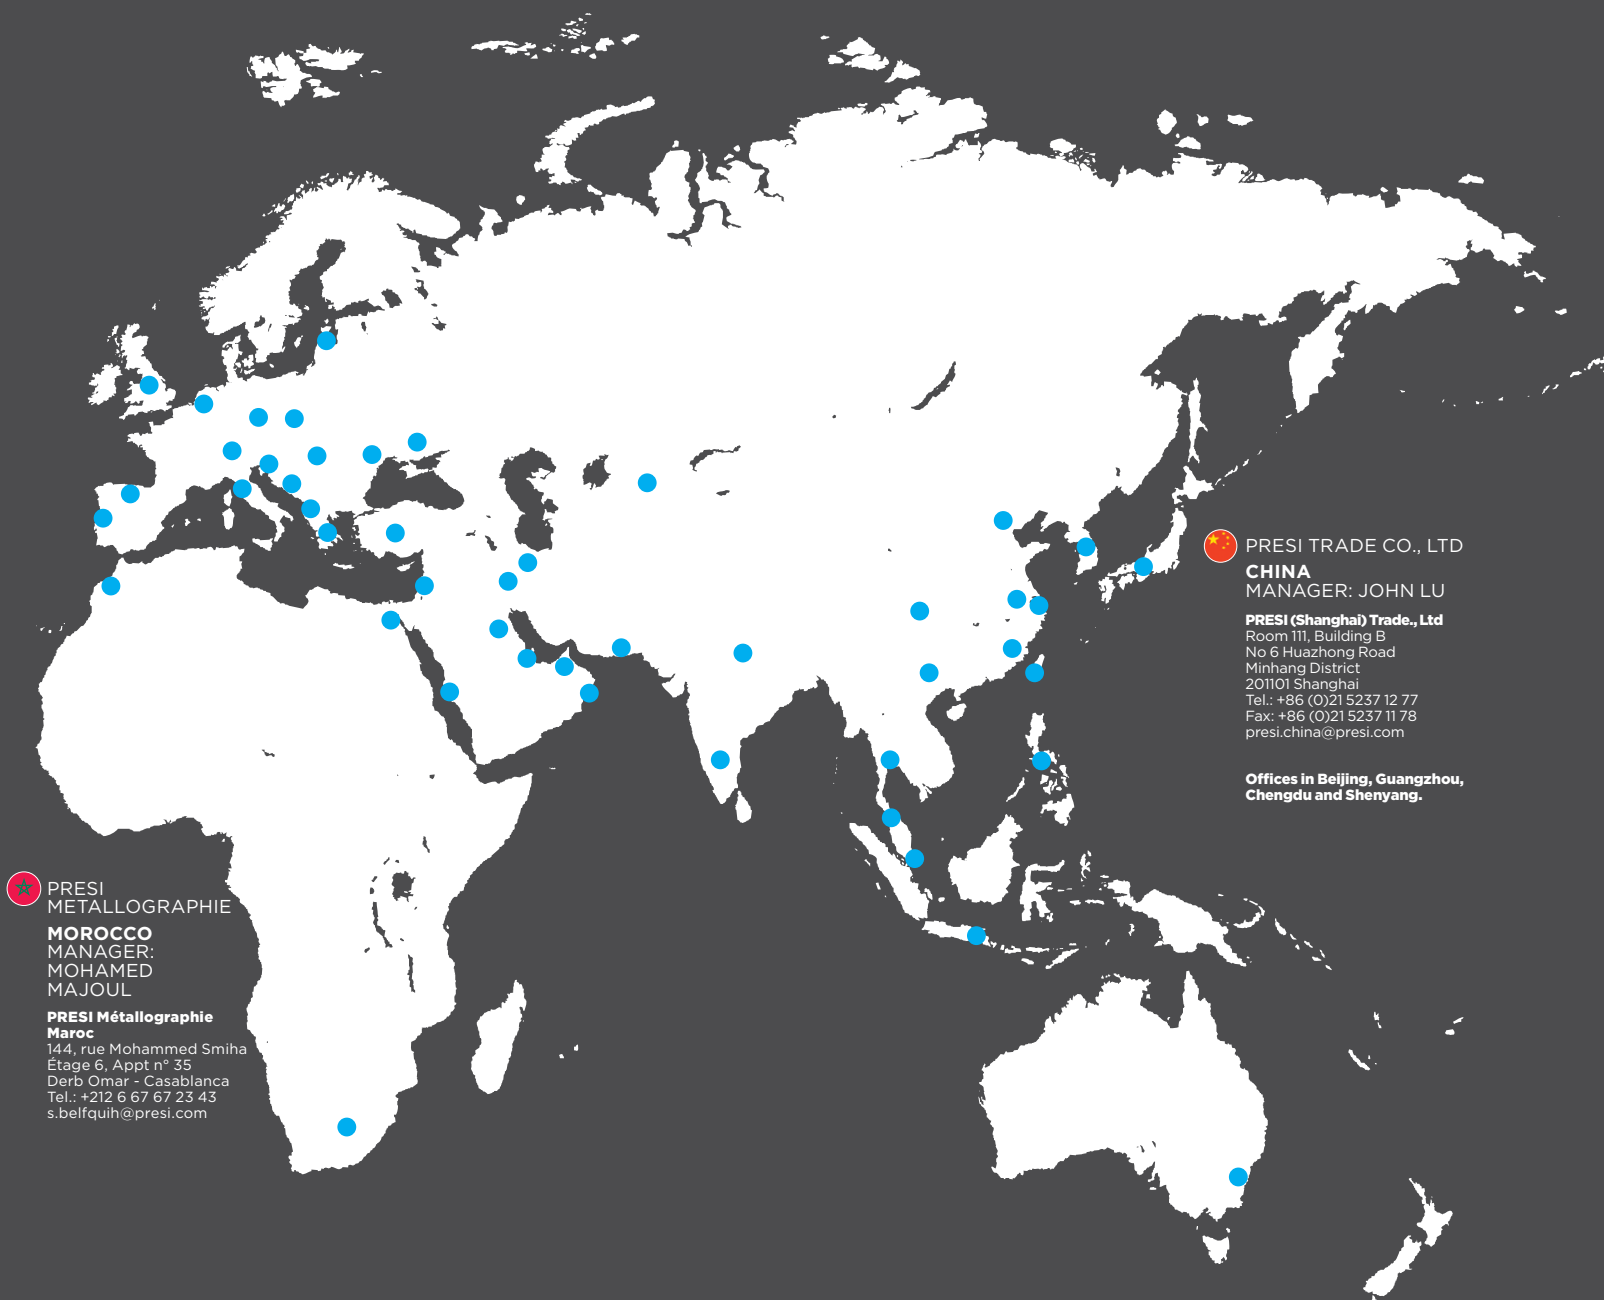 PRESI TRADE CO., LTD
CHINA
MANAGER: JOHN LU
PRESI (Shanghai) Trade., Ltd
Room 111, Building B
No 6 Huazhong Road
Minhang District
201101 Shanghai
Tel.: +86 (0)21 5237 12 77
Fax: +86 (0)21 5237 11 78
presi.china@presi.com
Offices in Beijing, Guangzhou,
Chengdu and Shenyang.
PRESI
METALLOGRAPHIE
MOROCCO
MANAGER:
MOHAMED
MAJOUL
PRESI Métallographie
Maroc
144, rue Mohammed Smiha
Étage 6, Appt n° 35
Derb Omar - Casablanca
Tel.: +212 6 67 67 23 43
s.belfquih@presi.com